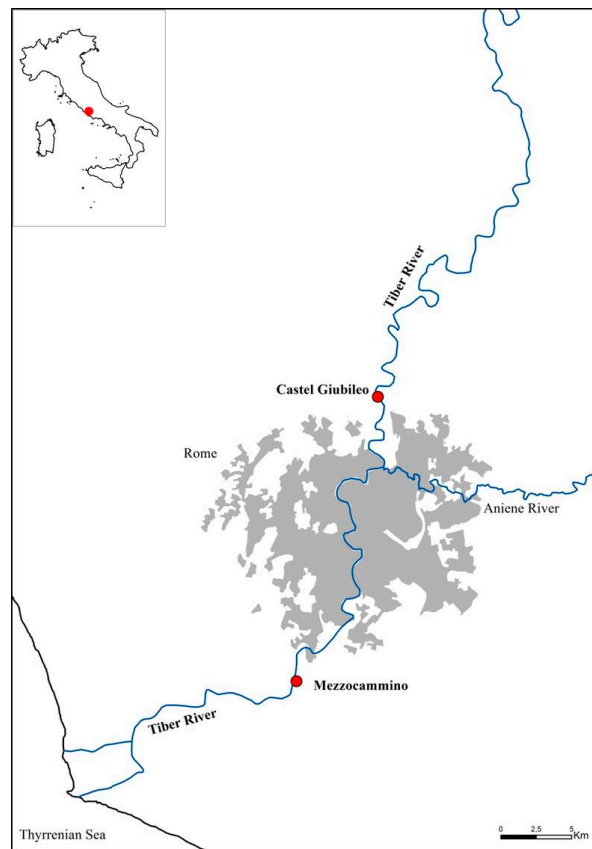 Tiber River
Castel Giubileo
Rome
Aniene River
Mezzocammino
Tiber River
Thyrrenian Sea
0 2,5 5 Km